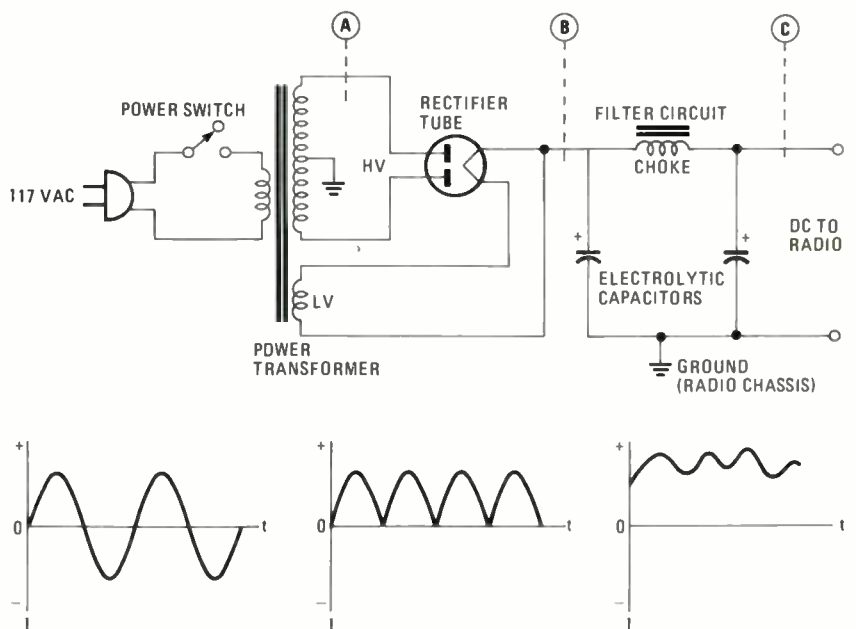 A
B
C
POWER SWITCH
RECTIFIER
TUBE
FILTER CIRCUIT
HV
CHOKE
117 VAC
DC TO
RADIO
+
+
ELECTROLYTIC
CAPACITORS
LV
POWER
TRANSFORMER
GROUND
(RADIO CHASSIS)
+
0
t
−
+
0
t
−
+
0
t
−